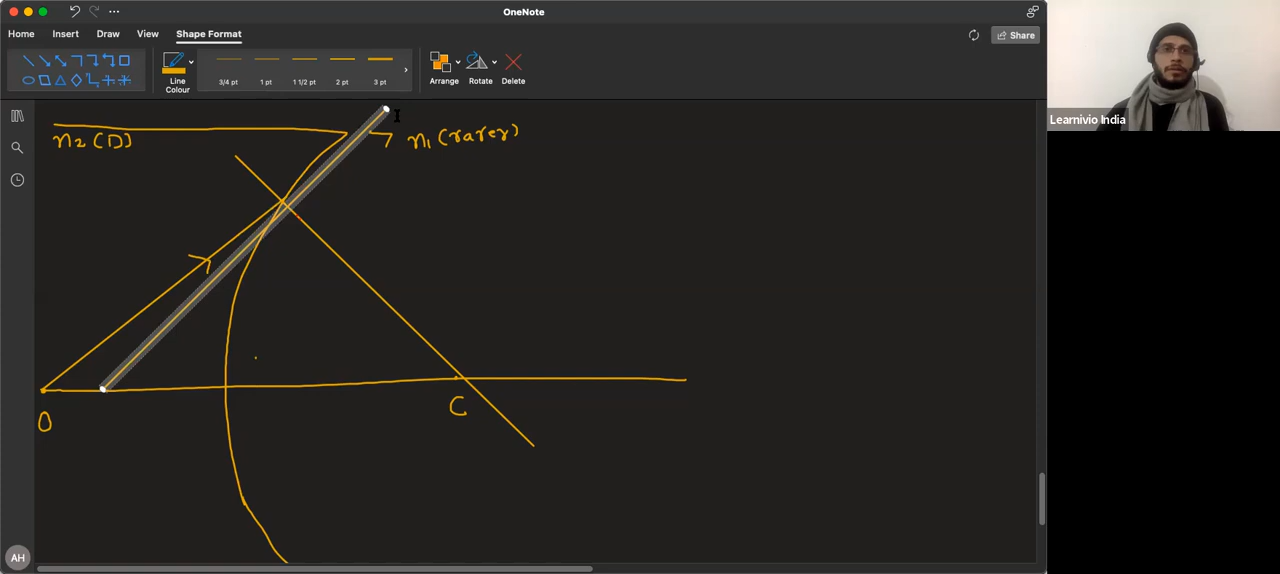 OneNote
Home Insert Draw View Shape Format
Share
Line Colour
3/4 pt 1 pt 1 1/2 pt 2 pt 3 pt
Arrange Rotate Delete
Learnivio India
n₂ (D)
n₁ (rarer)
C
O
AH